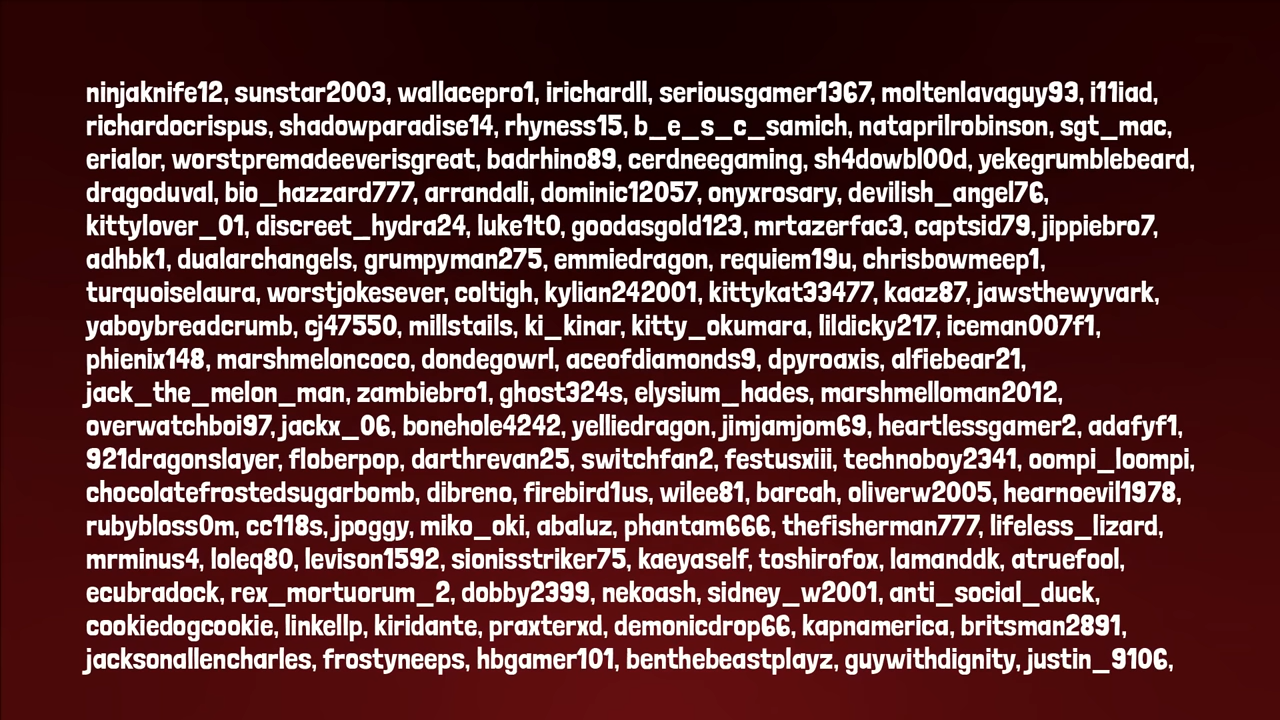 ninjaknife12, sunstar2003, wallacepro1, irichardll, seriousgamer1367, moltenlavaguy93, i11iad,
richardocrispus, shadowparadise14, rhyness15, b_e_s_c_samich, nataprilrobinson, sgt_mac,
erialor, worstpremadeeverisgreat, badrhino89, cerdneegaming, sh4dowbl00d, yekegrumblebeard,
dragoduval, bio_hazzard777, arrandali, dominic12057, onyxrosary, devilish_angel76,
kittylover_01, discreet_hydra24, luke1t0, goodasgold123, mrtazerfac3, captsid79, jippiebro7,
adhbk1, dualarchangels, grumpyman275, emmiedragon, requiem19u, chrisbowmeep1,
turquoiselaura, worstjokesever, coltigh, kylian242001, kittykat33477, kaaz87, jawsthewyvark,
yaboybreadcrumb, cj47550, millstails, ki_kinar, kitty_okumara, lildicky217, iceman007f1,
phienix148, marshmeloncoco, dondegowrl, aceofdiamonds9, dpyroaxis, alfiebear21,
jack_the_melon_man, zambiebro1, ghost324s, elysium_hades, marshmelloman2012,
overwatchboi97, jackx_06, bonehole4242, yelliedragon, jimjamjom69, heartlessgamer2, adafyf1,
921dragonslayer, floberpop, darthrevan25, switchfan2, festusxiii, technoboy2341, oompi_loompi,
chocolatefrostedsugarbomb, dibreno, firebird1us, wilee81, barcah, oliverw2005, hearnoevil1978,
rubybloss0m, cc118s, jpoggy, miko_oki, abaluz, phantam666, thefisherman777, lifeless_lizard,
mrminus4, loleq80, levison1592, sionisstriker75, kaeyaself, toshirofox, lamanddk, atruefool,
ecubradock, rex_mortuorum_2, dobby2399, nekoash, sidney_w2001, anti_social_duck,
cookiedogcookie, linkellp, kiridante, praxterxd, demonicdrop66, kapnamerica, britsman2891,
jacksonallencharles, frostyneeps, hbgamer101, benthebeastplayz, guywithdignity, justin_9106,